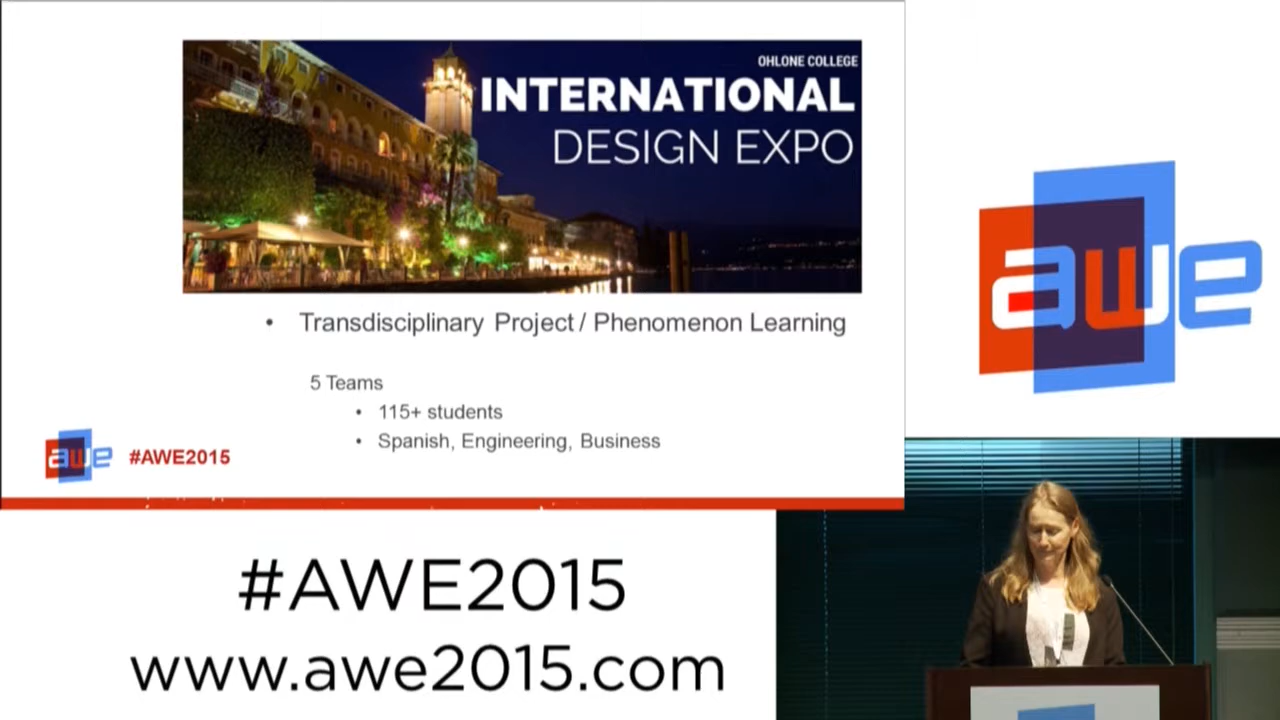 OHLONE COLLEGE
INTERNATIONAL
DESIGN EXPO
• Transdisciplinary Project / Phenomenon Learning
5 Teams
• 115+ students
• Spanish, Engineering, Business
awe #AWE2015
awe
#AWE2015
www.awe2015.com